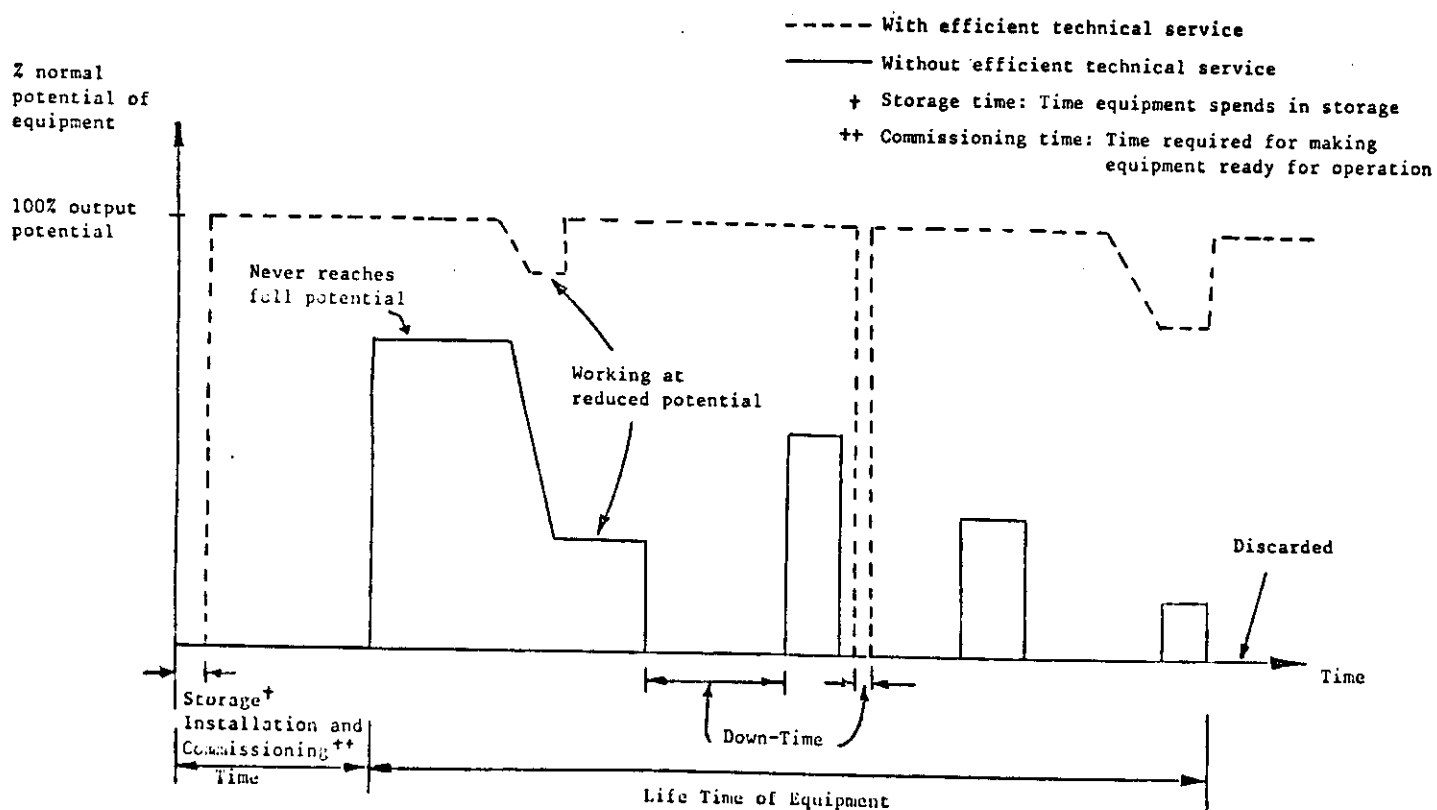 With efficient technical service
Without efficient technical service
† Storage time: Time equipment spends in storage
†† Commissioning time: Time required for making
equipment ready for operation
% normal
potential of
equipment
100% output
potential
Never reaches
full potential
Working at
reduced potential
Discarded
Time
Storage†
Installation and
Commissioning††
Time
Down-Time
Life Time of Equipment